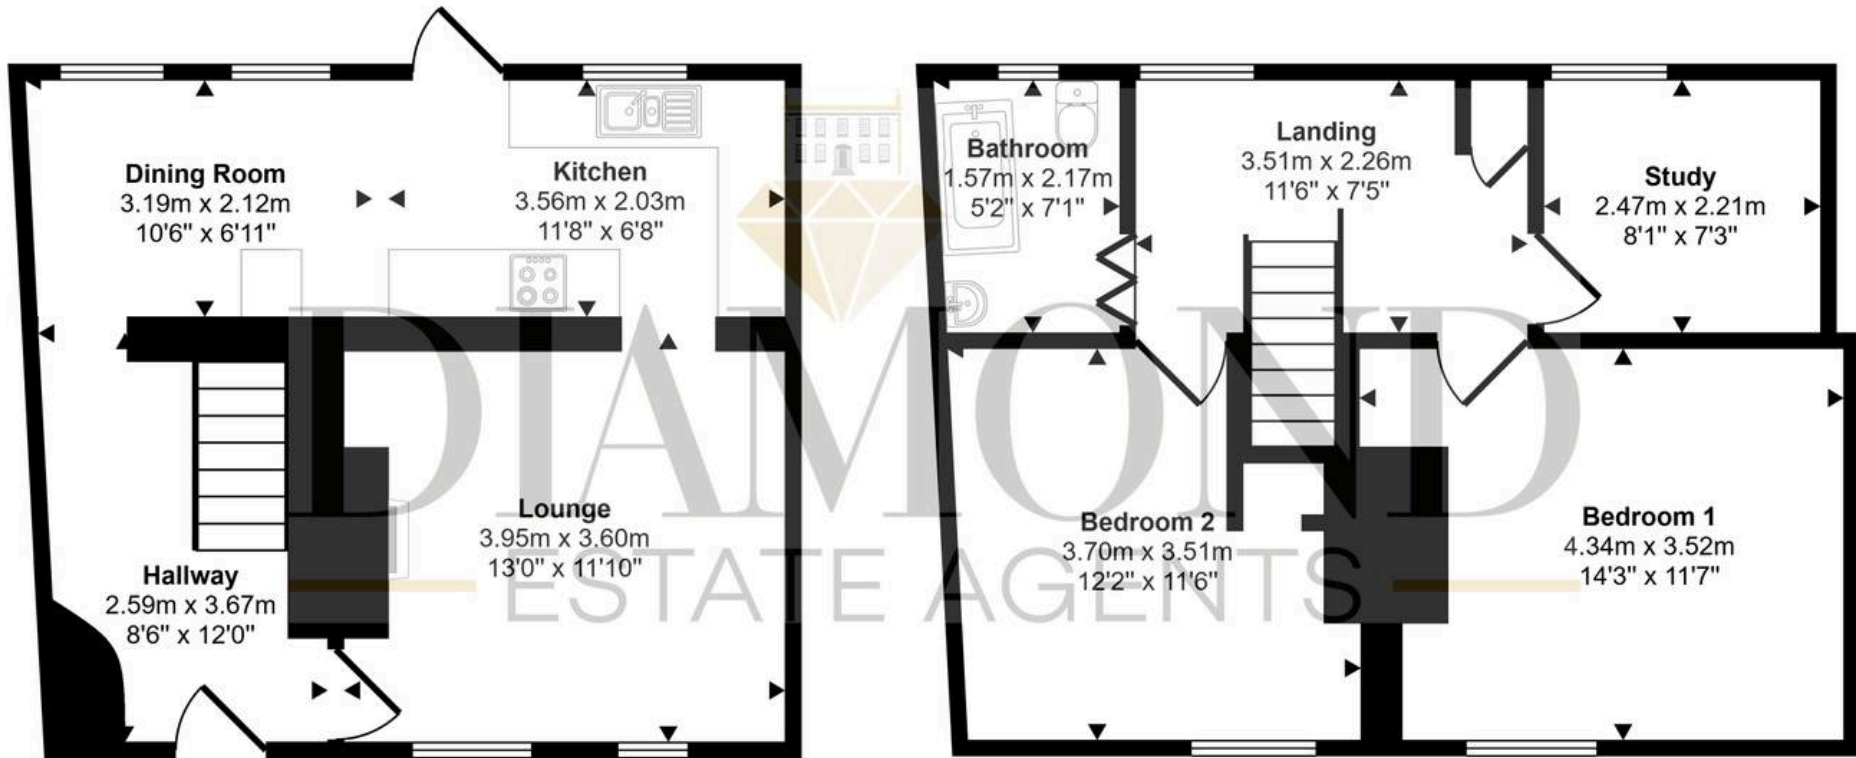 Dining Room
3.19m x 2.12m
10'6" x 6'11"
Kitchen
3.56m x 2.03m
11'8" x 6'8"
Hallway
2.59m x 3.67m
8'6" x 12'0"
Lounge
3.95m x 3.60m
13'0" x 11'10"
Bathroom
1.57m x 2.17m
5'2" x 7'1"
Landing
3.51m x 2.26m
11'6" x 7'5"
Study
2.47m x 2.21m
8'1" x 7'3"
Bedroom 2
3.70m x 3.51m
12'2" x 11'6"
Bedroom 1
4.34m x 3.52m
14'3" x 11'7"
DIAMOND
ESTATE AGENTS